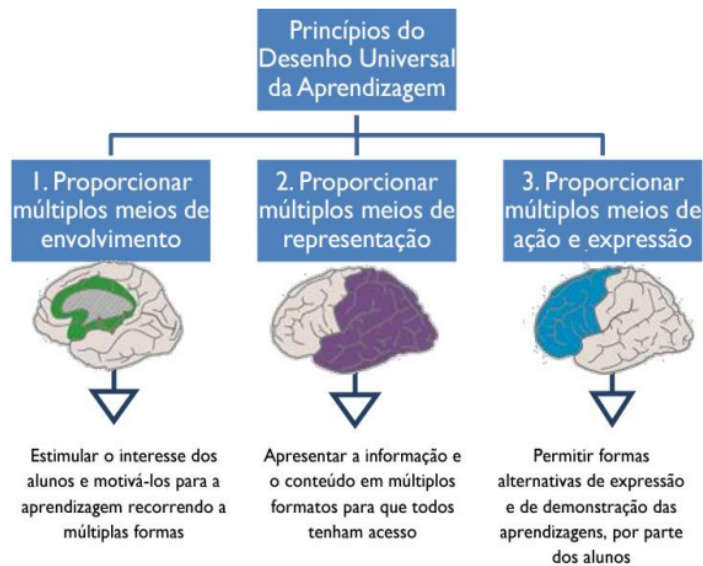 Princípios do
Desenho Universal
da Aprendizagem
1. Proporcionar
múltiplos meios de
envolvimento
2. Proporcionar
múltiplos meios de
representação
3. Proporcionar
múltiplos meios de
ação e expressão
Estimular o interesse dos
alunos e motivá-los para a
aprendizagem recorrendo a
múltiplas formas
Apresentar a informação e
o conteúdo em múltiplos
formatos para que todos
tenham acesso
Permitir formas
alternativas de expressão
e de demonstração das
aprendizagens, por parte
dos alunos